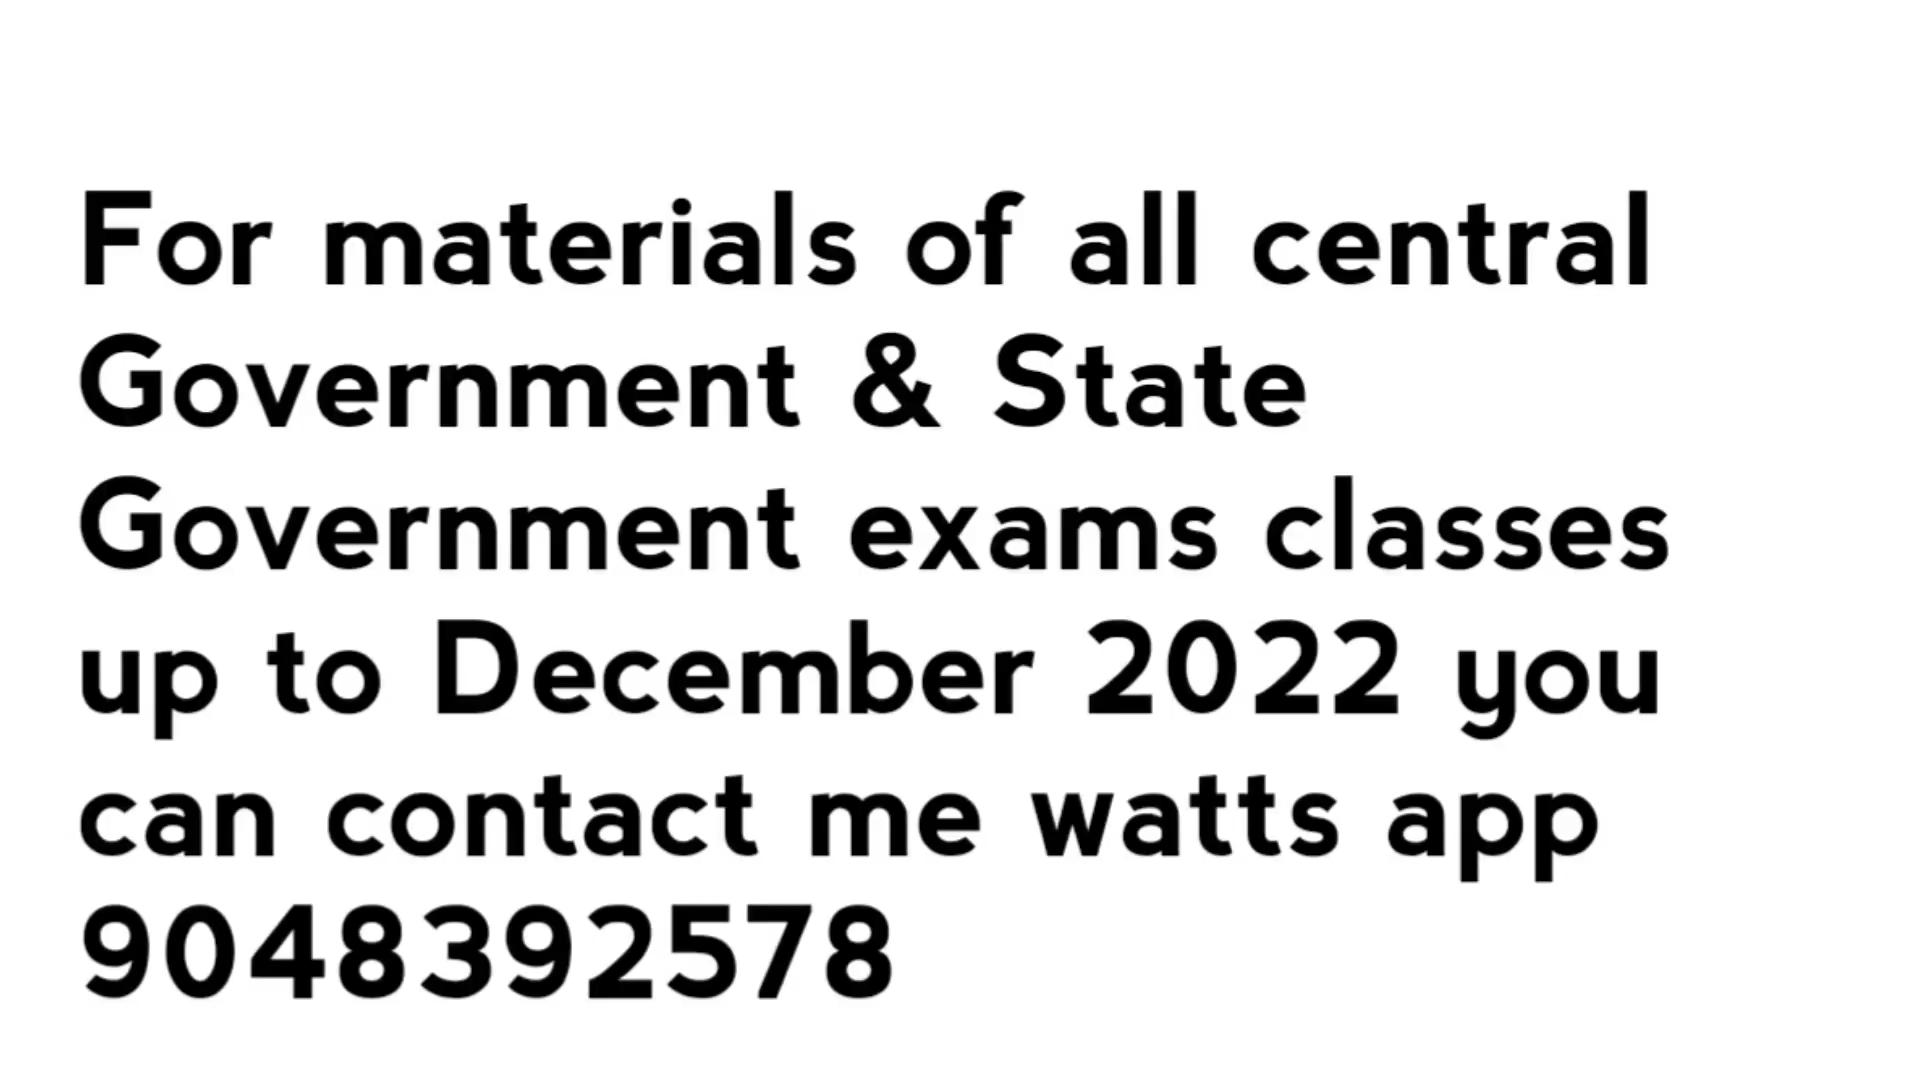 For materials of all central
Government & State
Government exams classes
up to December 2022 you
can contact me watts app
9048392578